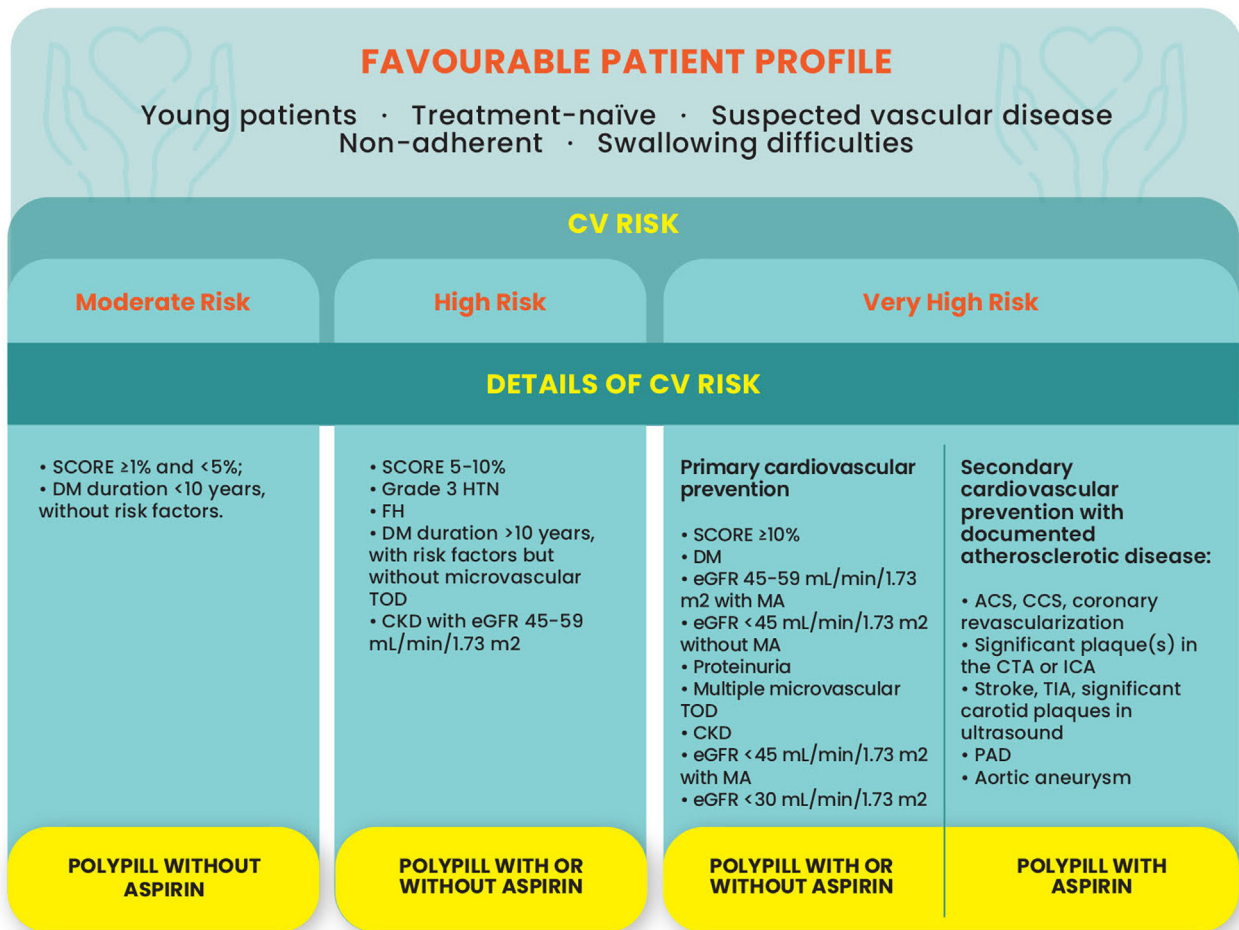 FAVOURABLE PATIENT PROFILE
Young patients · Treatment-naïve · Suspected vascular disease
Non-adherent · Swallowing difficulties
CV RISK
Moderate Risk
High Risk
Very High Risk
DETAILS OF CV RISK
• SCORE ≥1% and <5%;
• DM duration <10 years,
without risk factors.
• SCORE 5-10%
• Grade 3 HTN
• FH
• DM duration >10 years,
with risk factors but
without microvascular
TOD
• CKD with eGFR 45-59
mL/min/1.73 m2
Primary cardiovascular
prevention
• SCORE ≥10%
• DM
• eGFR 45-59 mL/min/1.73
m2 with MA
• eGFR <45 mL/min/1.73 m2
without MA
• Proteinuria
• Multiple microvascular
TOD
• CKD
• eGFR <45 mL/min/1.73 m2
with MA
• eGFR <30 mL/min/1.73 m2
Secondary
cardiovascular
prevention with
documented
atherosclerotic disease:
• ACS, CCS, coronary
revascularization
• Significant plaque(s) in
the CTA or ICA
• Stroke, TIA, significant
carotid plaques in
ultrasound
• PAD
• Aortic aneurysm
POLYPILL WITHOUT
ASPIRIN
POLYPILL WITH OR
WITHOUT ASPIRIN
POLYPILL WITH OR
WITHOUT ASPIRIN
POLYPILL WITH
ASPIRIN